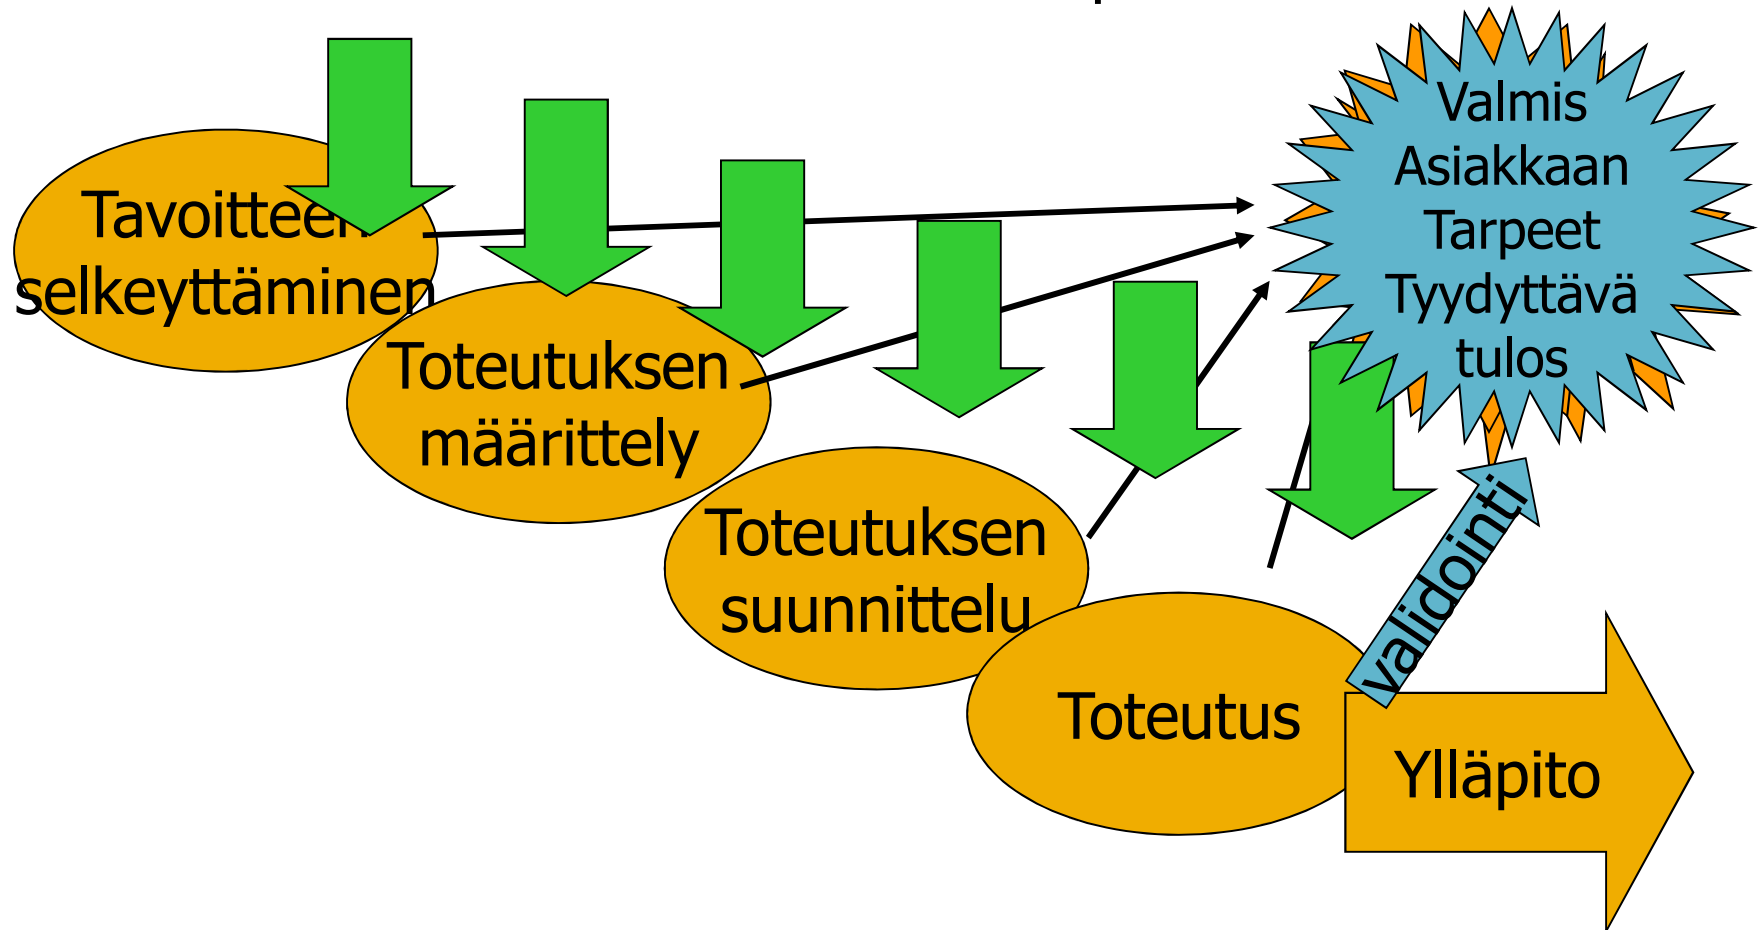 Valmis
Asiakkaan
Tarpeet
Tyydyttävä
tulos
Tavoitteen
selkeyttäminen
Toteutuksen
määrittely
Toteutuksen
suunnittelu
Toteutus
validointi
Ylläpito